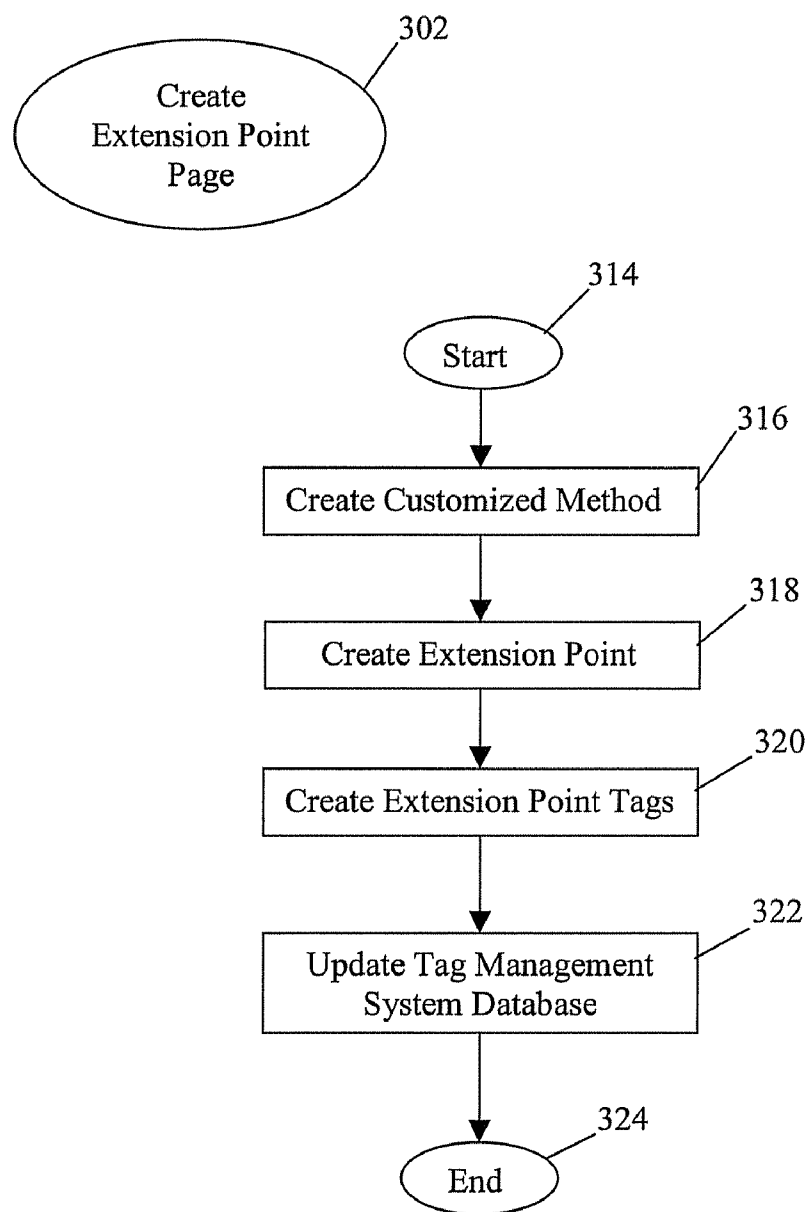 302
Create
Extension Point
Page
314
Start
316
Create Customized Method
318
Create Extension Point
320
Create Extension Point Tags
322
Update Tag Management
System Database
324
End